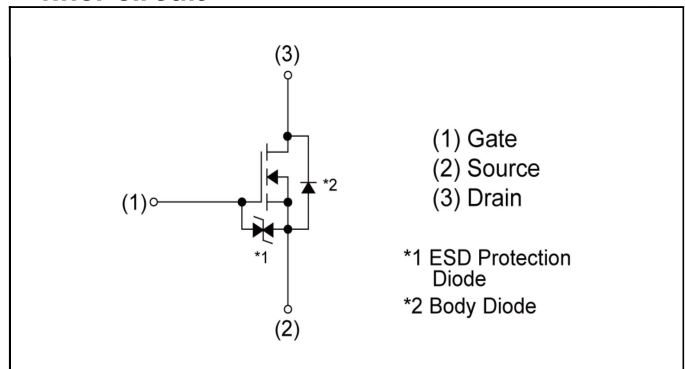 (3)
(1) Gate
(2) Source
(3) Drain
*2
(1)
*1
*1 ESD Protection
Diode
*2 Body Diode
(2)